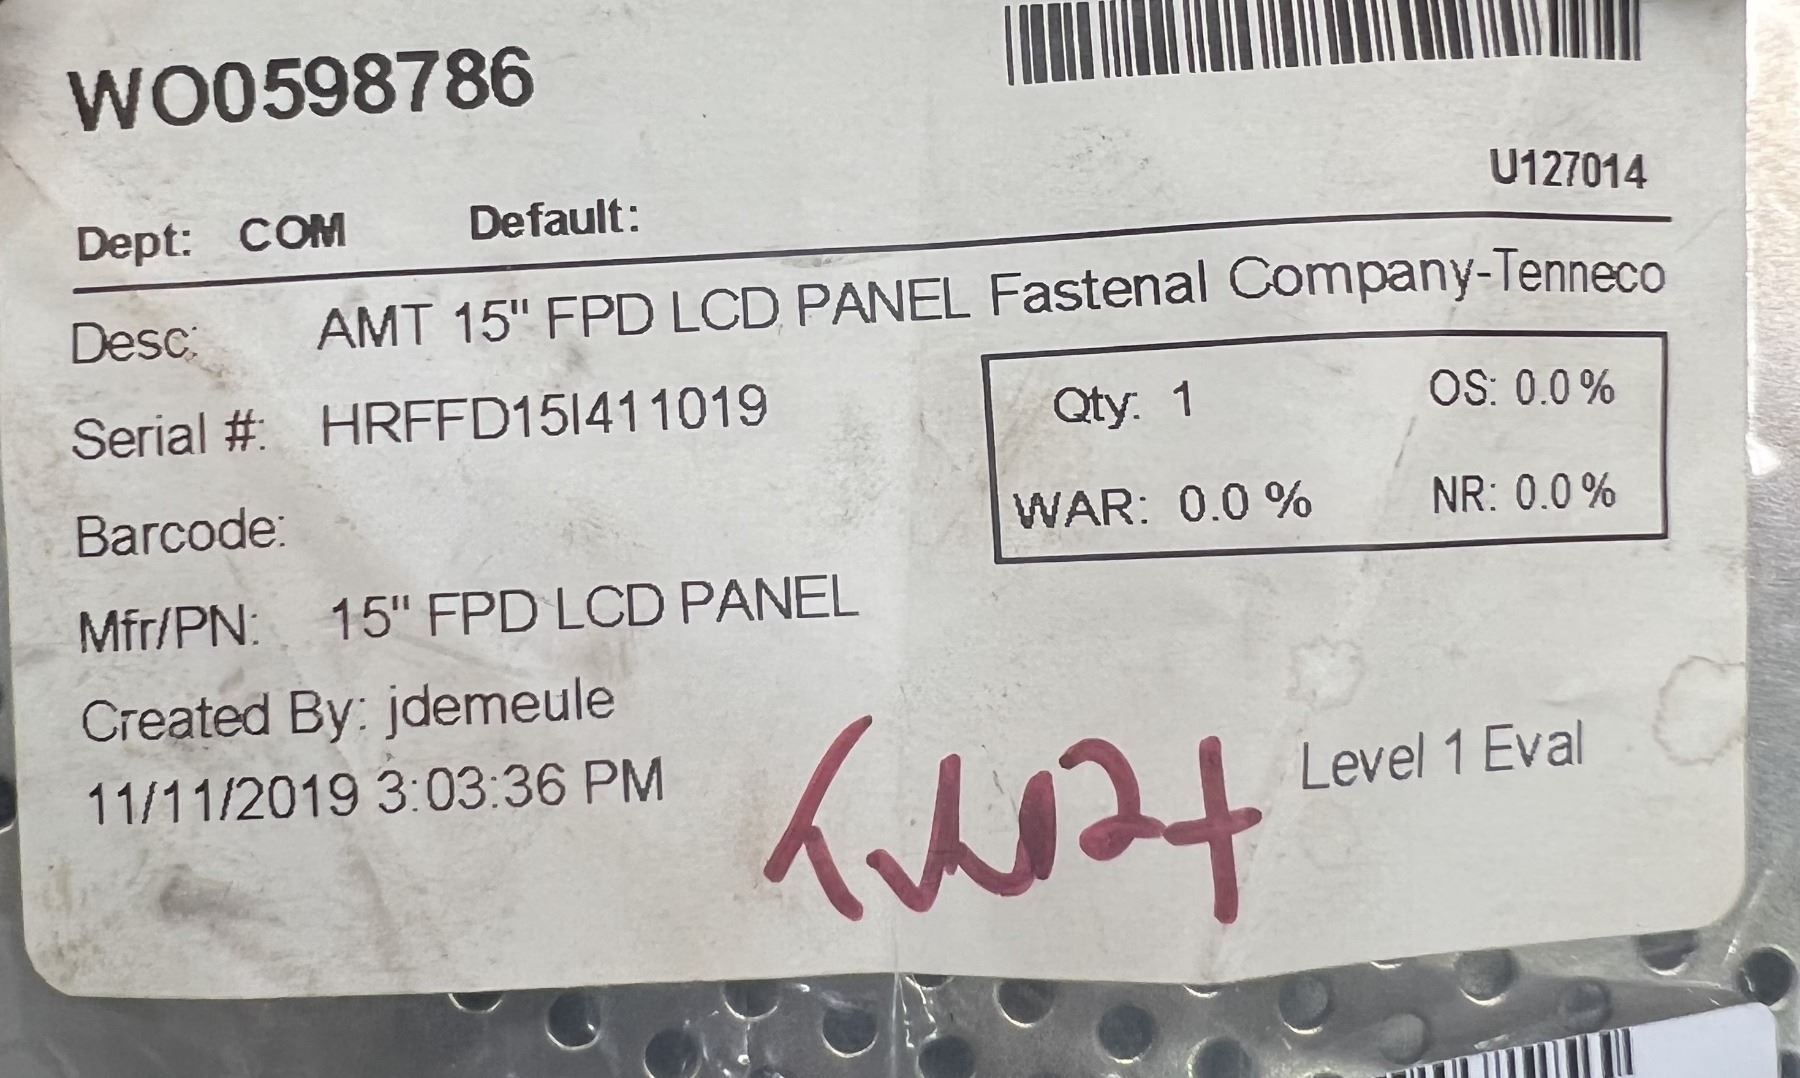 WO0598786
U127014
Dept: COM Default:
Desc: AMT 15" FPD LCD PANEL Fastenal Company-Tenneco
Serial #: HRFFD15I411019
Qty: 1 OS: 0.0 %
WAR: 0.0 % NR: 0.0 %
Barcode:
Mfr/PN: 15" FPD LCD PANEL
Created By: jdemeule
11/11/2019 3:03:36 PM
Level 1 Eval